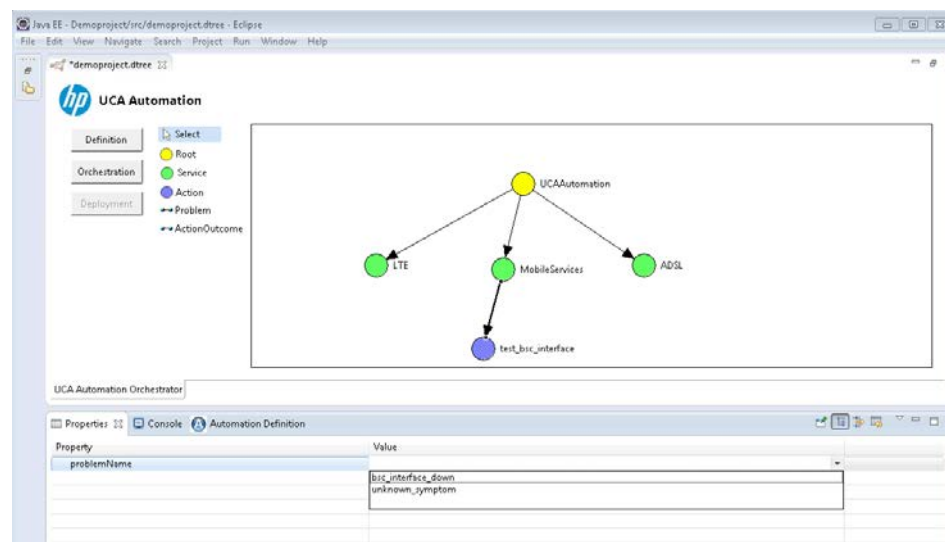 Java EE - Demoproject/src/demoproject.dtree - Eclipse
File Edit View Navigate Search Project Run Window Help
*demoproject.dtree
hp UCA Automation
Definition
Orchestration
Deployment
Select
Root
Service
Action
Problem
ActionOutcome
UCAAutomation
LTE
MobileServices
ADSL
test_bsc_interface
UCA Automation Orchestrator
Properties Console Automation Definition
Property Value
problemName
bsc_interface_down
unknown_symptom